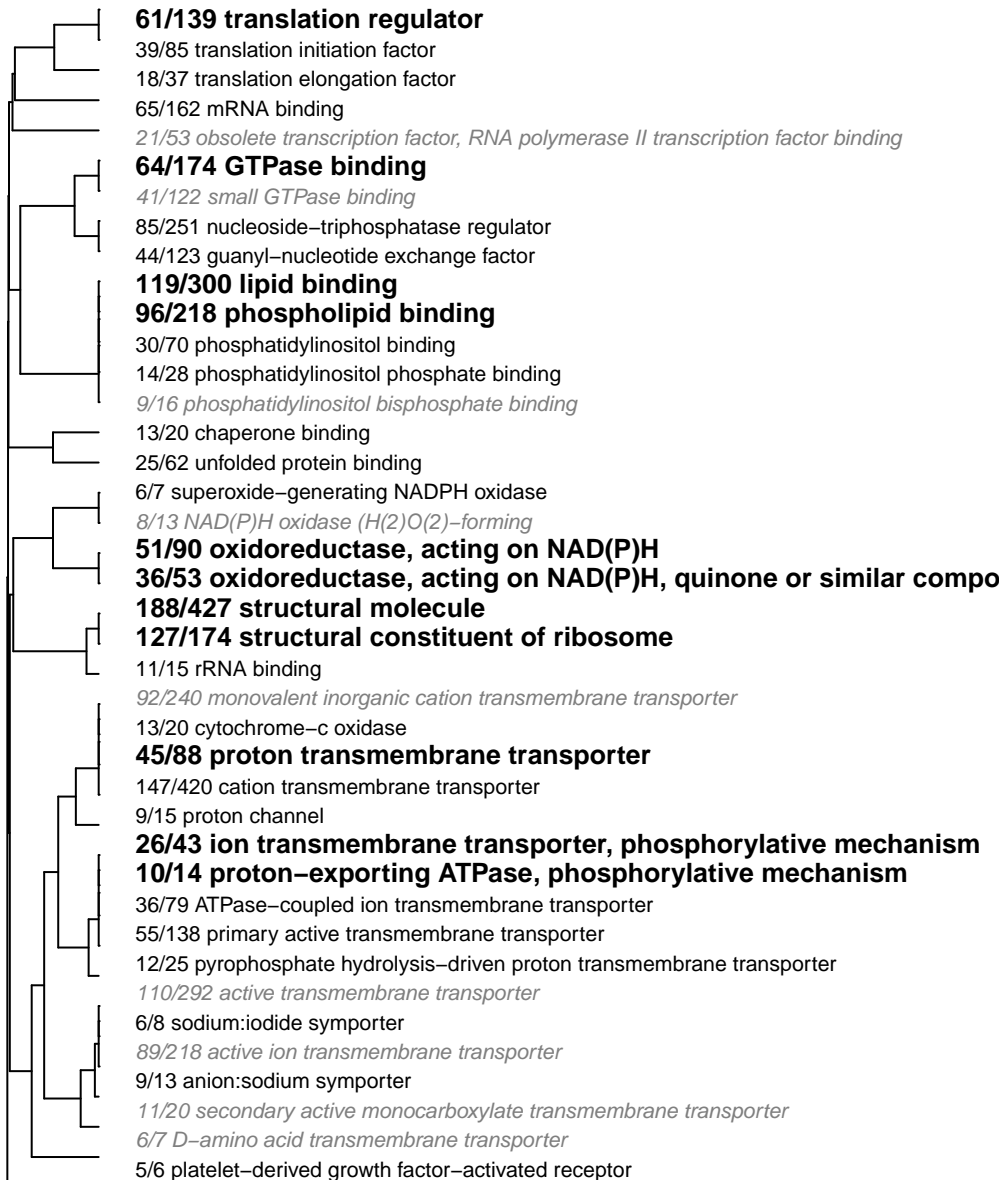 61/139 translation regulator
39/85 translation initiation factor
18/37 translation elongation factor
65/162 mRNA binding
21/53 obsolete transcription factor, RNA polymerase II transcription factor binding
64/174 GTPase binding
41/122 small GTPase binding
85/251 nucleoside−triphosphatase regulator
44/123 guanyl−nucleotide exchange factor
119/300 lipid binding
96/218 phospholipid binding
30/70 phosphatidylinositol binding
14/28 phosphatidylinositol phosphate binding
9/16 phosphatidylinositol bisphosphate binding
13/20 chaperone binding
25/62 unfolded protein binding
6/7 superoxide−generating NADPH oxidase
8/13 NAD(P)H oxidase (H(2)O(2)−forming
51/90 oxidoreductase, acting on NAD(P)H
36/53 oxidoreductase, acting on NAD(P)H, quinone or similar compo
188/427 structural molecule
127/174 structural constituent of ribosome
11/15 rRNA binding
92/240 monovalent inorganic cation transmembrane transporter
13/20 cytochrome−c oxidase
45/88 proton transmembrane transporter
147/420 cation transmembrane transporter
9/15 proton channel
26/43 ion transmembrane transporter, phosphorylative mechanism
10/14 proton−exporting ATPase, phosphorylative mechanism
36/79 ATPase−coupled ion transmembrane transporter
55/138 primary active transmembrane transporter
12/25 pyrophosphate hydrolysis−driven proton transmembrane transporter
110/292 active transmembrane transporter
6/8 sodium:iodide symporter
89/218 active ion transmembrane transporter
9/13 anion:sodium symporter
11/20 secondary active monocarboxylate transmembrane transporter
6/7 D−amino acid transmembrane transporter
5/6 platelet−derived growth factor−activated receptor